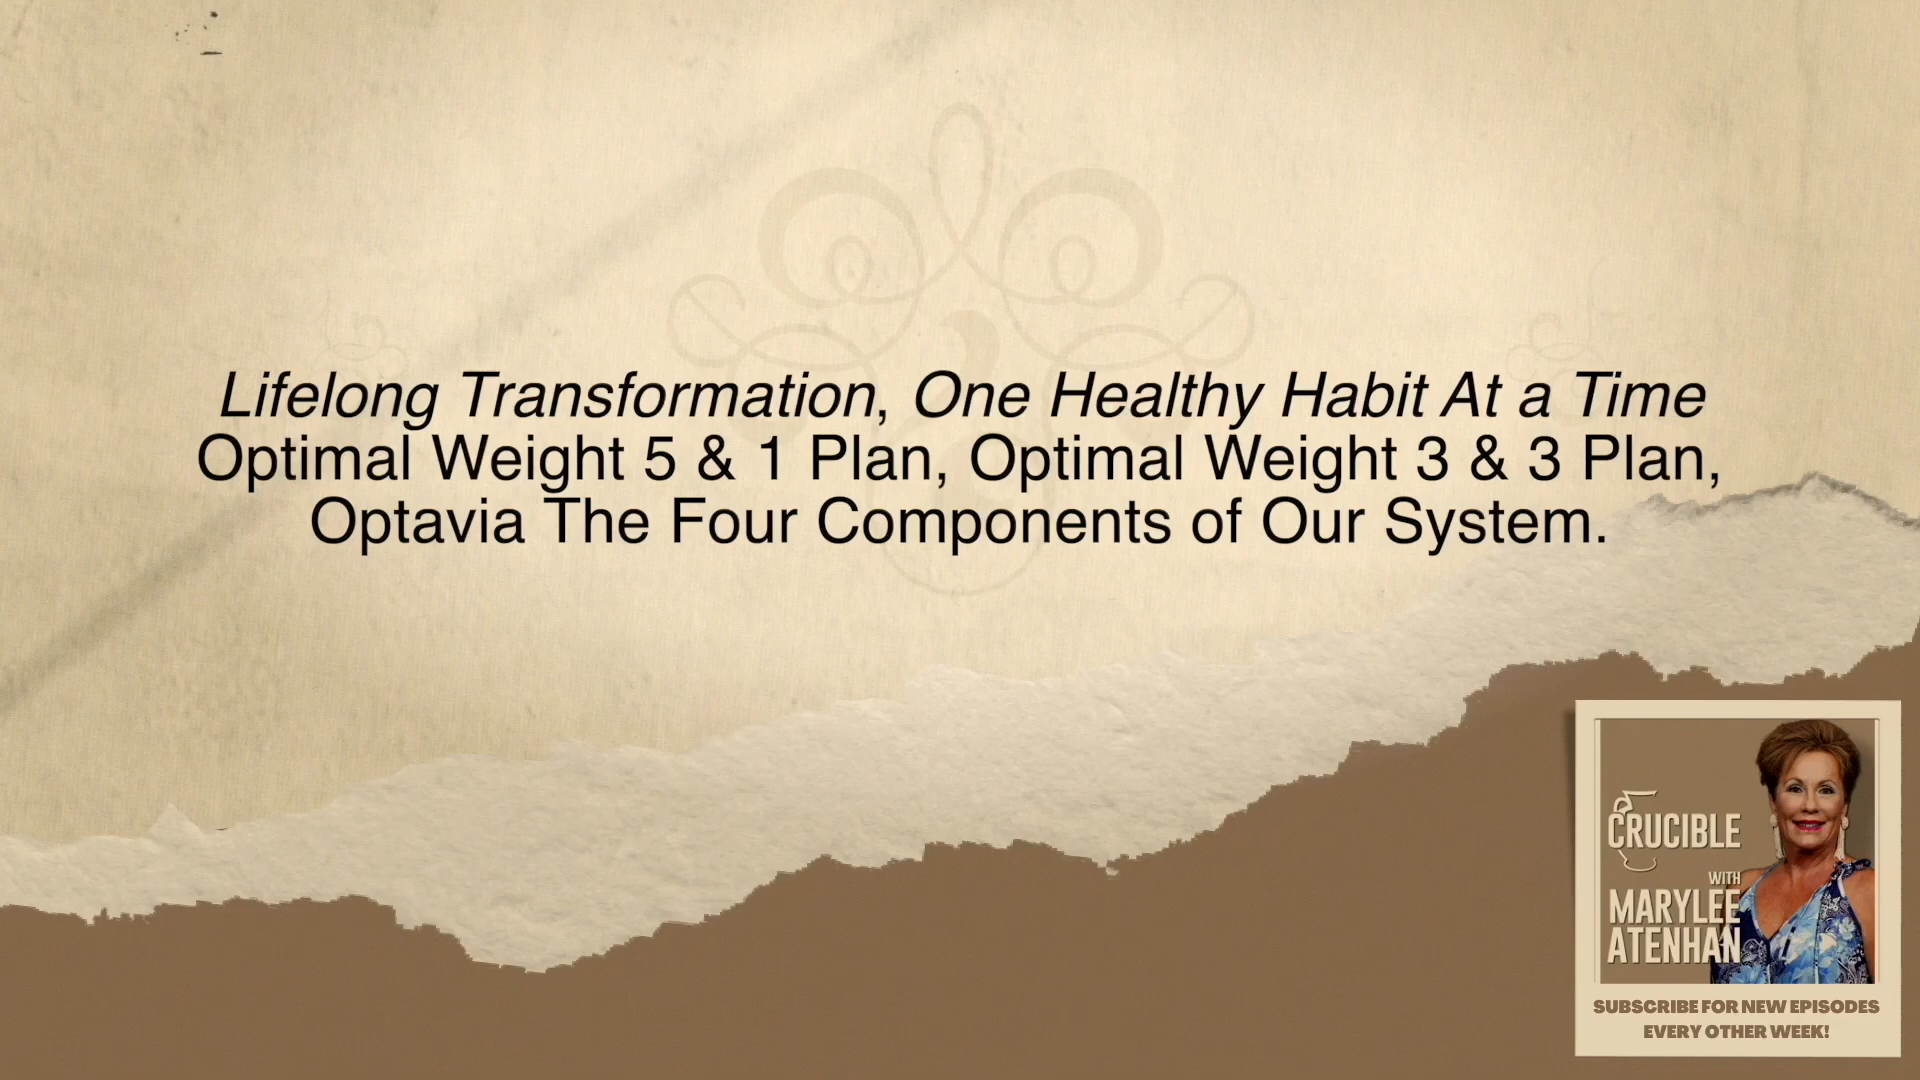 Lifelong Transformation, One Healthy Habit At a Time
Optimal Weight 5 & 1 Plan, Optimal Weight 3 & 3 Plan,
Optavia The Four Components of Our System.
CRUCIBLE
WITH
MARYLEE
ATENHAN
SUBSCRIBE FOR NEW EPISODES
EVERY OTHER WEEK!